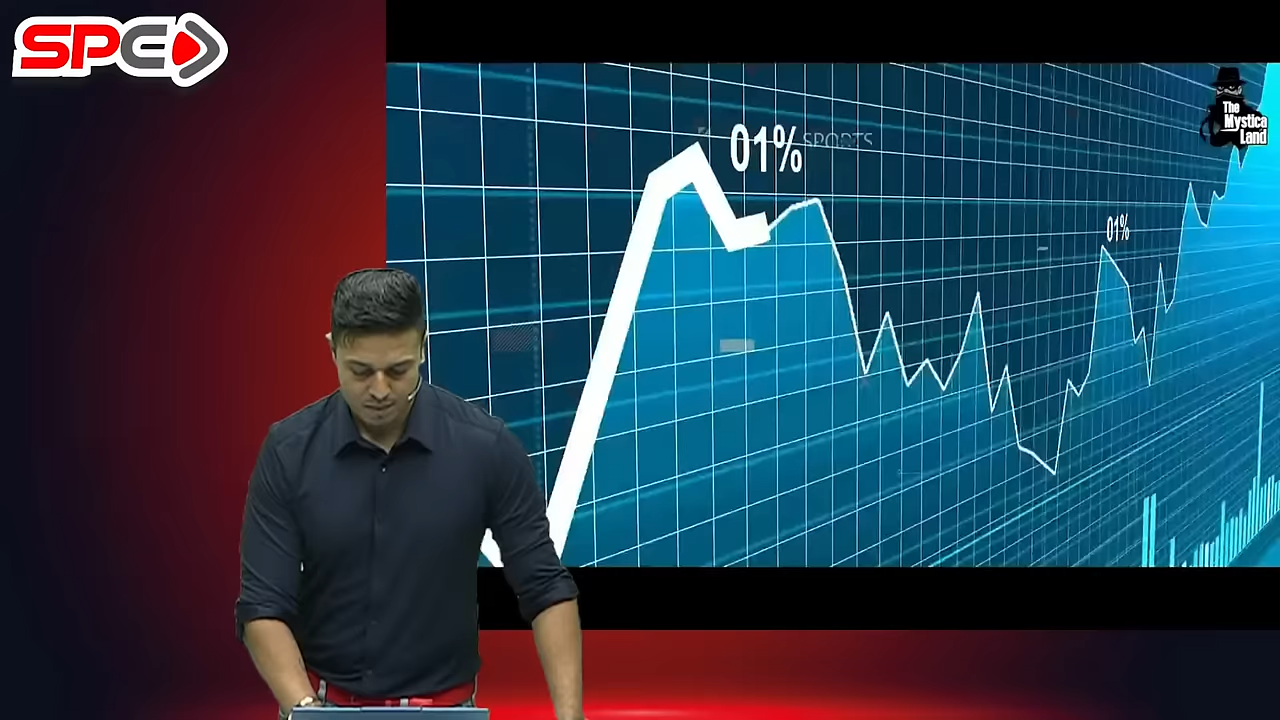 SPE
01% SPORTS
The
Mystica
Land
01%